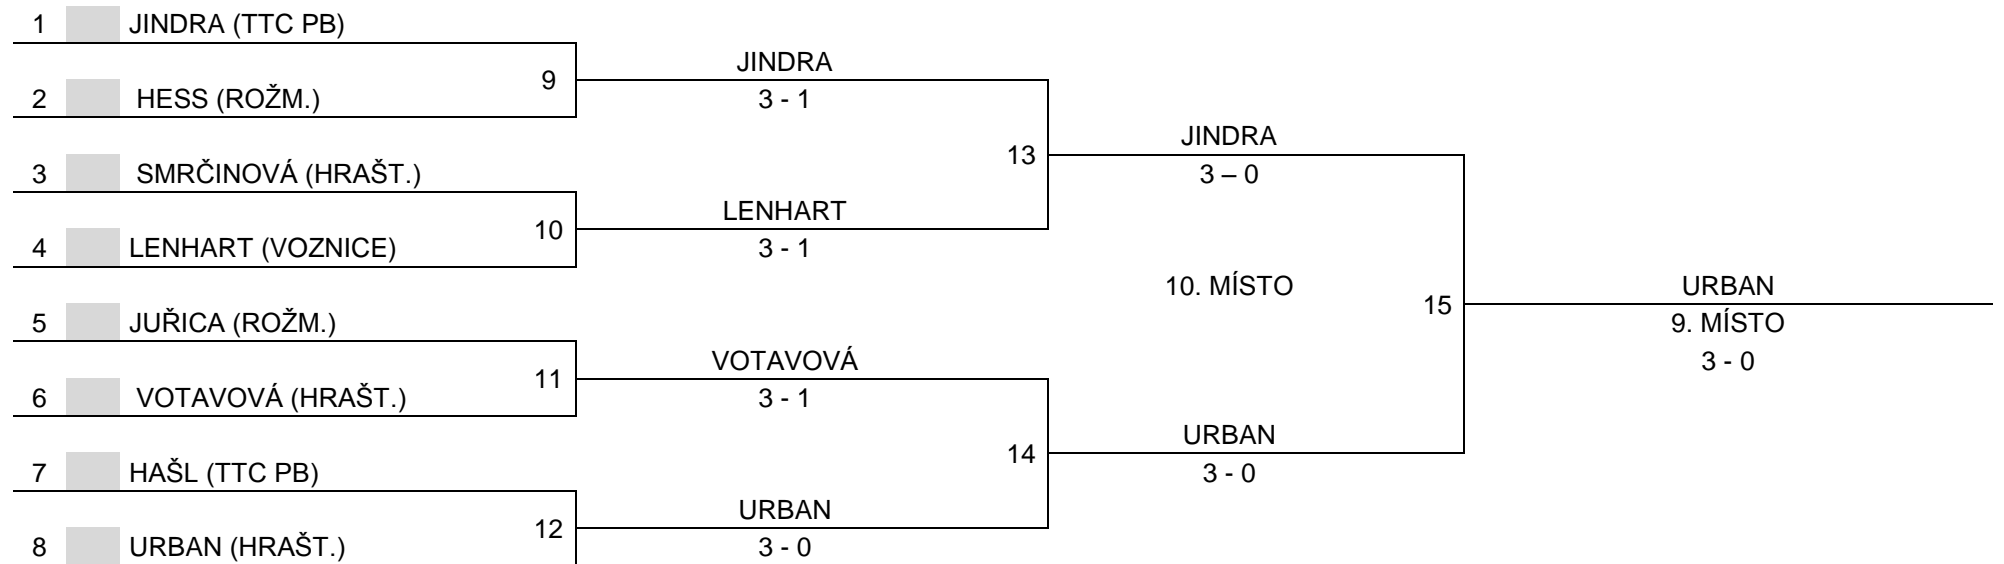 1 JINDRA (TTC PB)
JINDRA
9
2 HESS (ROŽM.)
3 - 1
JINDRA
13
3 SMRČINOVÁ (HRAŠT.)
3 – 0
LENHART
10
4 LENHART (VOZNICE)
3 - 1
10. MÍSTO
URBAN
15
5 JUŘICA (ROŽM.)
9. MÍSTO
VOTAVOVÁ
3 - 0
11
6 VOTAVOVÁ (HRAŠT.)
3 - 1
URBAN
14
7 HAŠL (TTC PB)
3 - 0
URBAN
12
8 URBAN (HRAŠT.)
3 - 0